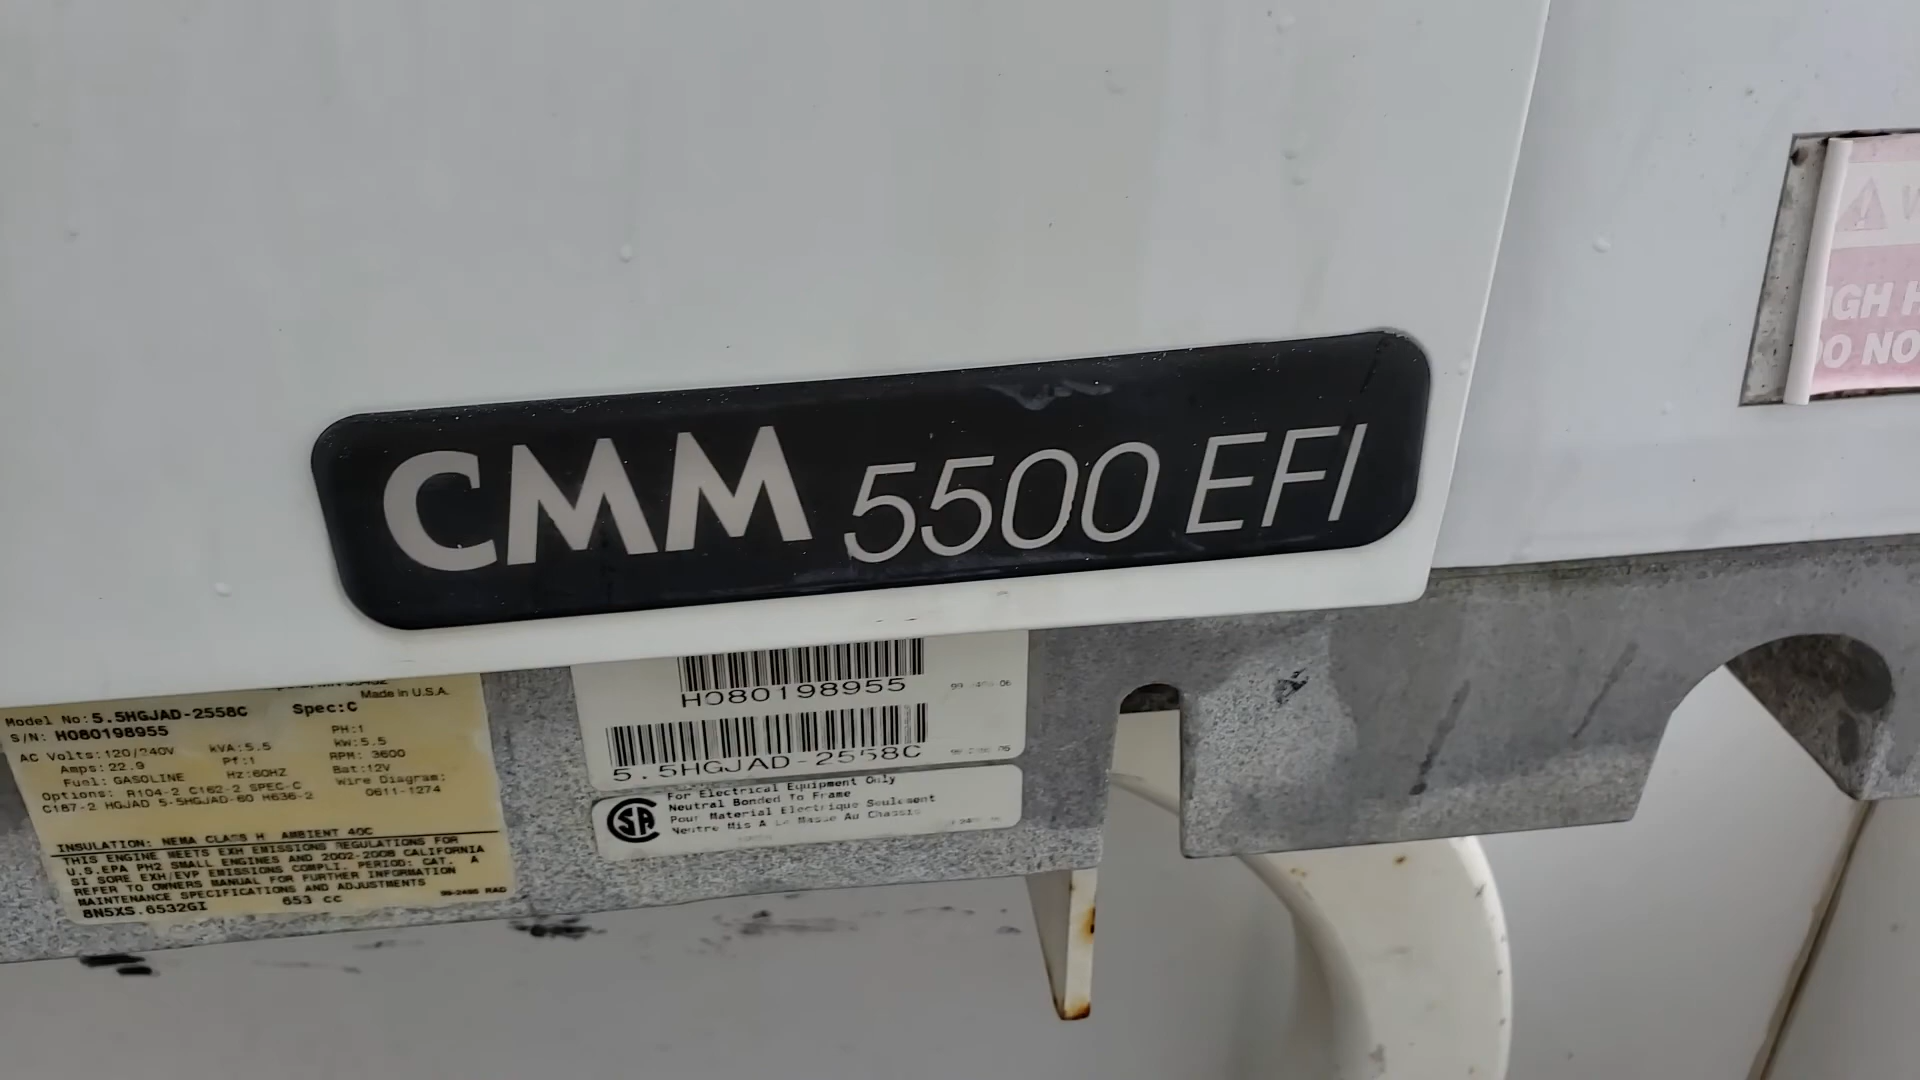 CMM 5500 EFI
Made in U.S.A.
Model No: 5.5HGJAD-2558C Spec: C
S/N: H080198955 PH: 1
AC Volts: 120/240V kVA: 5.5 kW: 5.5
Amps: 22.9 Pf: 1 RPM: 3600
Fuel: GASOLINE Hz: 60HZ Bat: 12V
Options: R104-2 C162-2 SPEC-C Wire Diagram:
C187-2 HGJAD 5-5HGJAD-60 H636-2 0611-1274
INSULATION: NEMA CLASS H AMBIENT 40C
THIS ENGINE MEETS EXH EMISSIONS REGULATIONS FOR
U.S.EPA PH2 SMALL ENGINES AND 2002-2008 CALIFORNIA
SI SORE EXH/EVP EMISSIONS COMPLI. PERIOD: CAT. A
REFER TO OWNERS MANUAL FOR FURTHER INFORMATION
MAINTENANCE SPECIFICATIONS AND ADJUSTMENTS
8N5XS.6532GI 653 cc
H080198955
5.5HGJAD-2558C
SA
For Electrical Equipment Only
Neutral Bonded To Frame
Pour Material Electrique Seulement
Neutre Mis A La Masse Au Chassis
IGH H
DO NO